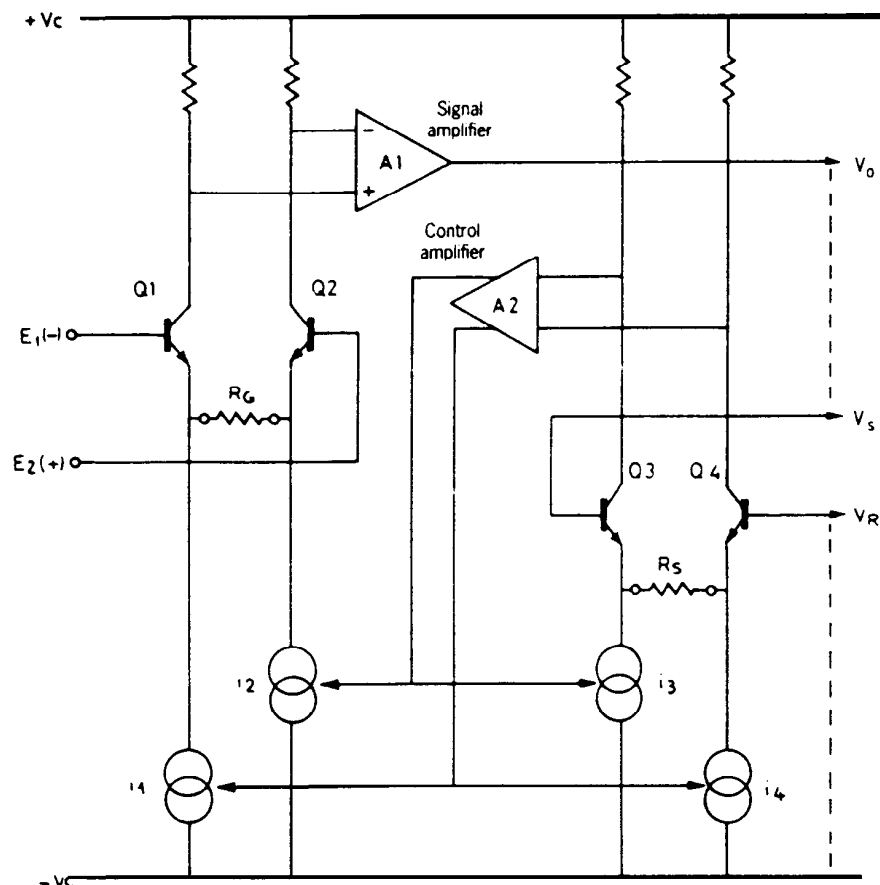 +Vc
Signal
amplifier
−
A1
+
Vo
Control
amplifier
Q1
Q2
A2
E1(-)
RG
Vs
E2(+)
Q3
Q4
VR
Rs
i2
i3
i1
i4
-Vc